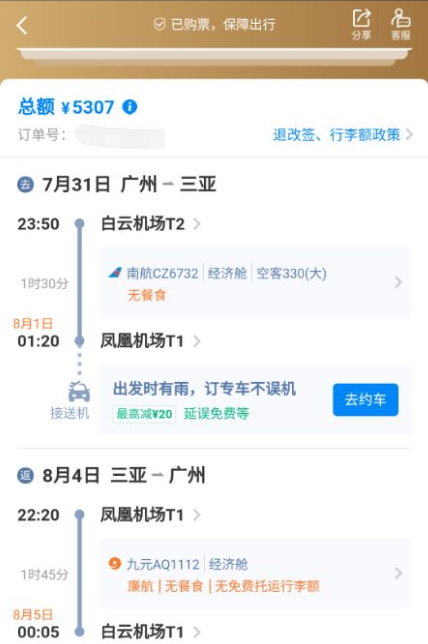 已购票，保障出行
分享
客服
总额 ¥5307
订单号：
退改签、行李额政策
去 7月31日 广州 三亚
23:50 白云机场T2
南航CZ6732 经济舱 空客330(大)
1时30分
无餐食
8月1日
01:20 凤凰机场T1
出发时有雨，订专车不误机
去约车
接送机
最高减¥20 延误免费等
返 8月4日 三亚 广州
22:20 凤凰机场T1
九元AQ1112 经济舱
1时45分
廉航 无餐食 无免费托运行李额
8月5日
00:05 白云机场T1